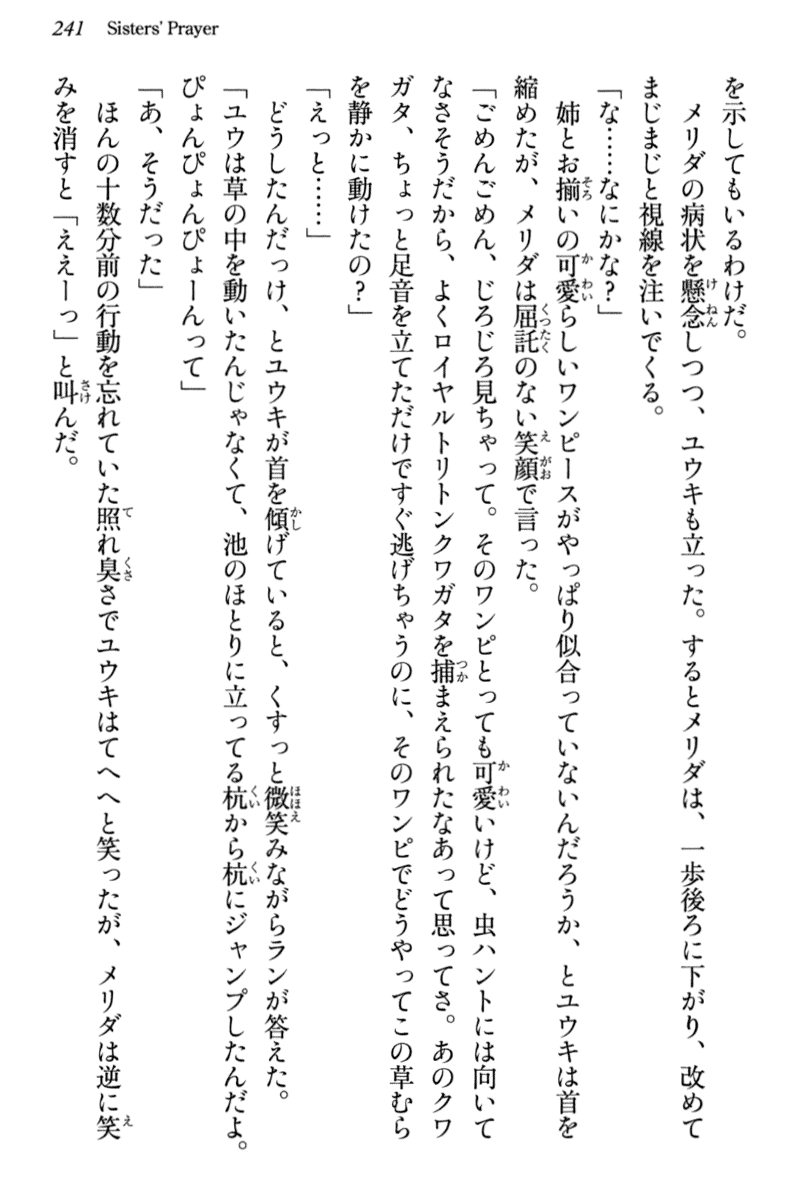 241 Sisters' Prayer
を示してもいるわけだ。
　メリダの病状を懸念しつつ、ユウキも立った。するとメリダは、一歩後ろに下がり、改めて
まじまじと視線を注いでくる。
「な……なにかな？」
　姉とお揃いの可愛らしいワンピースがやっぱり似合っていないんだろうか、とユウキは首を
縮めたが、メリダは屈託のない笑顔で言った。
「ごめんごめん、じろじろ見ちゃって。そのワンピとっても可愛いけど、虫ハントには向いて
なさそうだから、よくロイヤルトリトンクワガタを捕まえられたなあって思ってさ。あのクワ
ガタ、ちょっと足音を立てただけですぐ逃げちゃうのに、そのワンピでどうやってこの草むら
を静かに動けたの？」
「えっと……」
　どうしたんだっけ、とユウキが首を傾げていると、くすっと微笑みながらランが答えた。
「ユウは草の中を動いたんじゃなくて、池のほとりに立ってる杭から杭にジャンプしたんだよ。
ぴょんぴょんぴょーんって」
「あ、そうだった」
　ほんの十数分前の行動を忘れていた照れ臭さでユウキはてへへと笑ったが、メリダは逆に笑
みを消すと「ええーっ」と叫んだ。